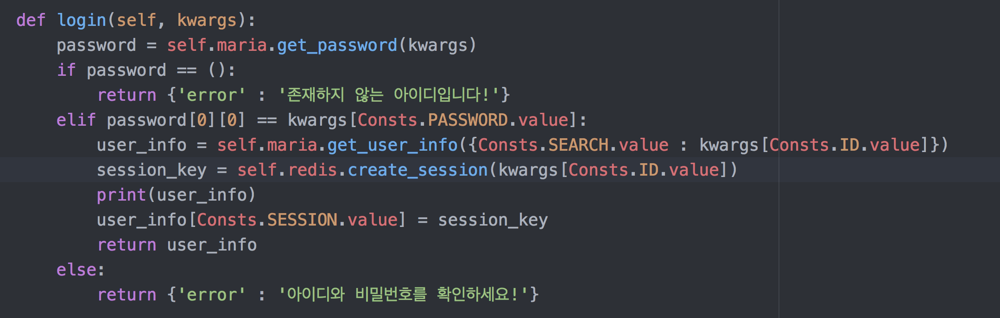 def login(self, kwargs):
    password = self.maria.get_password(kwargs)
    if password == ():
        return {'error' : '존재하지 않는 아이디입니다!'}
    elif password[0][0] == kwargs[Consts.PASSWORD.value]:
        user_info = self.maria.get_user_info({Consts.SEARCH.value : kwargs[Consts.ID.value]})
        session_key = self.redis.create_session(kwargs[Consts.ID.value])
        print(user_info)
        user_info[Consts.SESSION.value] = session_key
        return user_info
    else:
        return {'error' : '아이디와 비밀번호를 확인하세요!'}